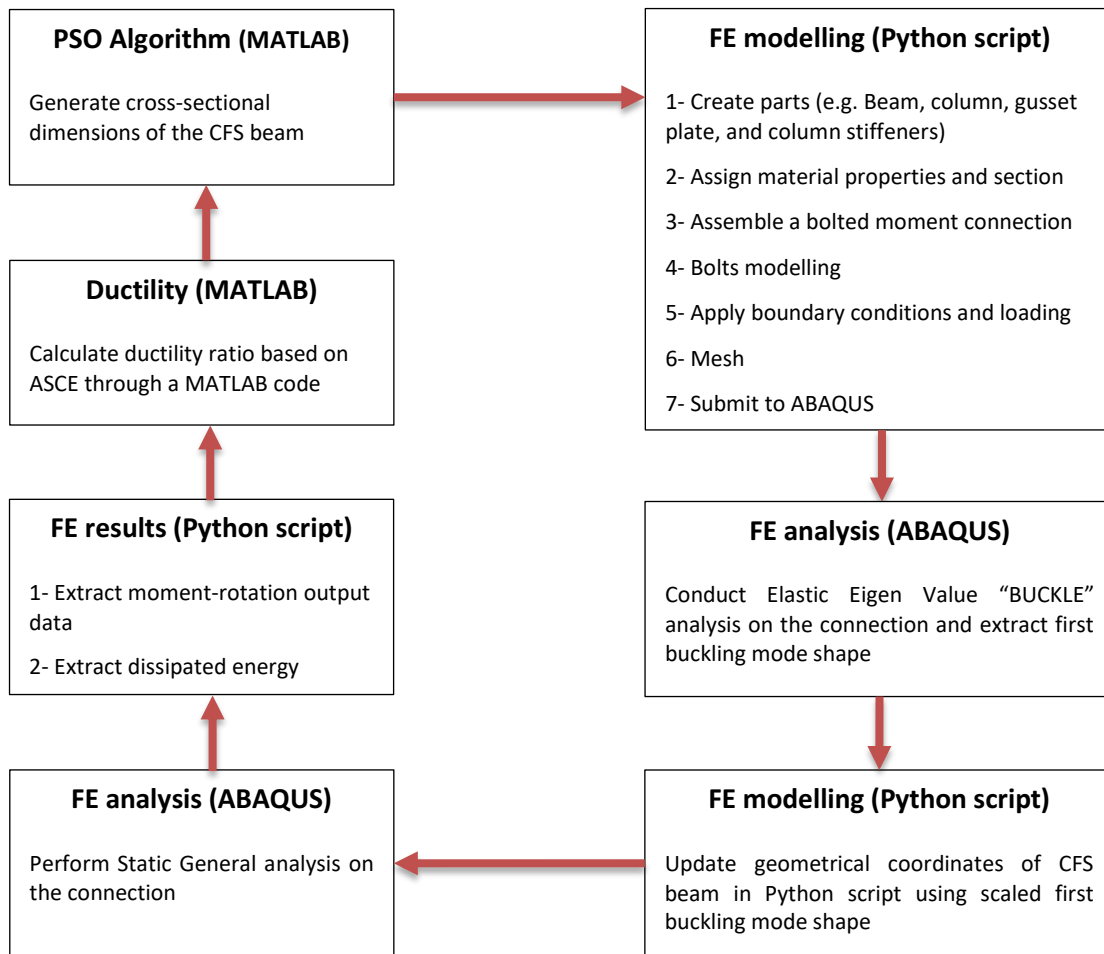 PSO Algorithm (MATLAB)
Generate cross-sectional
dimensions of the CFS beam
FE modelling (Python script)
1- Create parts (e.g. Beam, column, gusset
plate, and column stiffeners)
2- Assign material properties and section
3- Assemble a bolted moment connection
4- Bolts modelling
5- Apply boundary conditions and loading
6- Mesh
7- Submit to ABAQUS
FE analysis (ABAQUS)
Conduct Elastic Eigen Value “BUCKLE”
analysis on the connection and extract first
buckling mode shape
FE modelling (Python script)
Update geometrical coordinates of CFS
beam in Python script using scaled first
buckling mode shape
FE analysis (ABAQUS)
Perform Static General analysis on
the connection
FE results (Python script)
1- Extract moment-rotation output
data
2- Extract dissipated energy
Ductility (MATLAB)
Calculate ductility ratio based on
ASCE through a MATLAB code